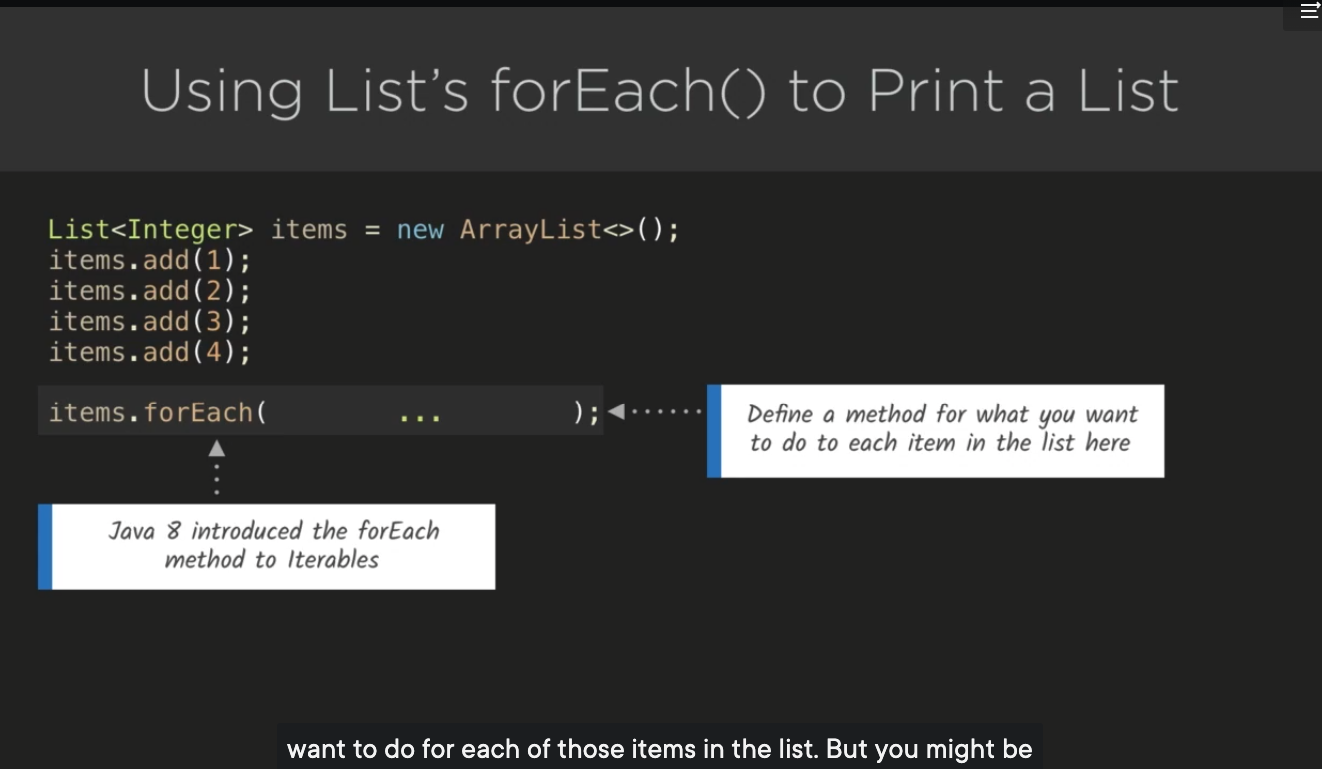 Using List’s forEach() to Print a List
List<Integer> items = new ArrayList<>();
items.add(1);
items.add(2);
items.add(3);
items.add(4);
items.forEach( ... );
Define a method for what you want
to do to each item in the list here
Java 8 introduced the forEach
method to Iterables
want to do for each of those items in the list. But you might be